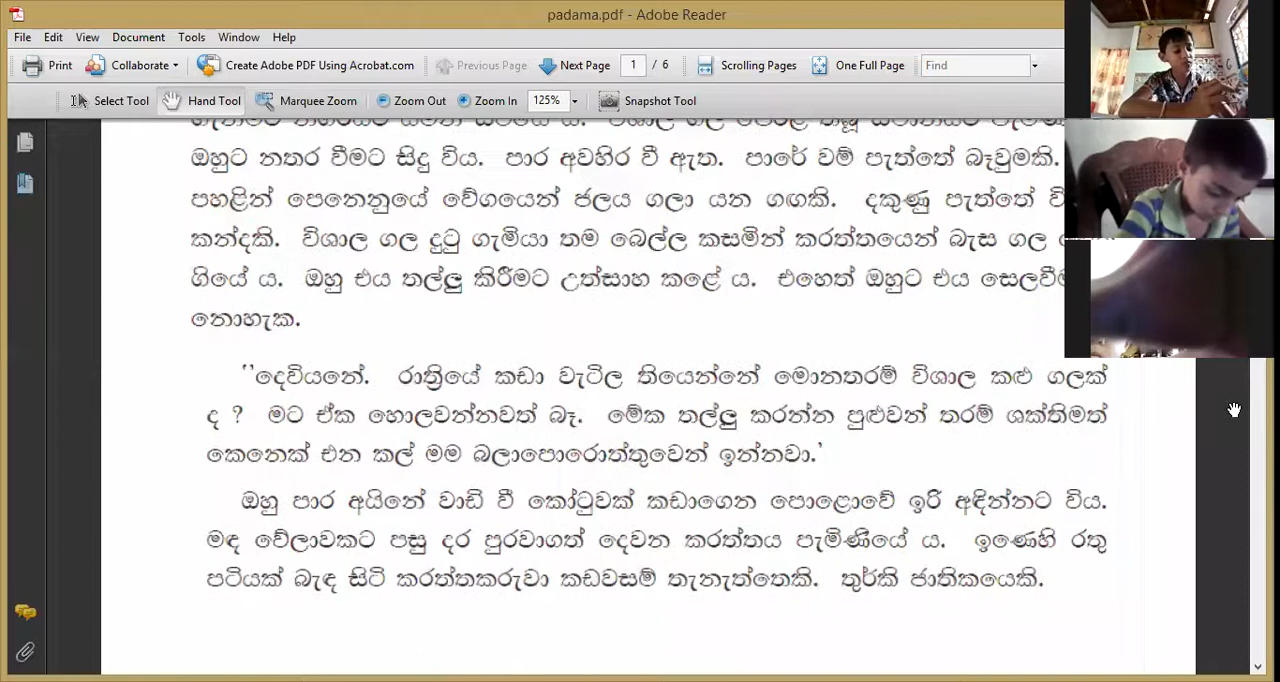 padama.pdf - Adobe Reader
File Edit View Document Tools Window Help
Print Collaborate Create Adobe PDF Using Acrobat.com Previous Page Next Page 1 / 6 Scrolling Pages One Full Page Find
Select Tool Hand Tool Marquee Zoom Zoom Out Zoom In 125% Snapshot Tool
ඔහුට නතර වීමට සිදු විය. පාර අවහිර වී ඇත. පාරේ වම් පැත්තේ බෑවුමකි.
පහළින් පෙනෙනුයේ වේගයෙන් ජලය ගලා යන ගඟකි. දකුණු පැත්තේ
කන්දකි. විශාල ගල දුටු ගැමියා තම බෙල්ල කසමින් කරත්තයෙන් බැස ගල
ගියේ ය. ඔහු එය තල්ලු කිරීමට උත්සාහ කළේ ය. එහෙත් ඔහුට එය
නොහැක.
''දෙවියනේ. රාත්‍රියේ කඩා වැටිල තියෙන්නේ මොනතරම් විශාල කළු ගලක්
ද ? මට ඒක හොලවන්නවත් බෑ. මේක තල්ලු කරන්න පුළුවන් තරම් ශක්තිමත්
කෙනෙක් එන කල් මම බලාපොරොත්තුවෙන් ඉන්නවා.'
ඔහු පාර අයිනේ වාඩි වී කෝටුවක් කඩාගෙන පොළොවේ ඉරි අඳින්නට විය.
මඳ වේලාවකට පසු දර පුරවාගත් දෙවන කරත්තය පැමිණියේ ය. ඉණෙහි රතු
පටියක් බැඳ සිටි කරත්තකරුවා කඩවසම් තැනැත්තෙකි. තුර්කි ජාතිකයෙකි.